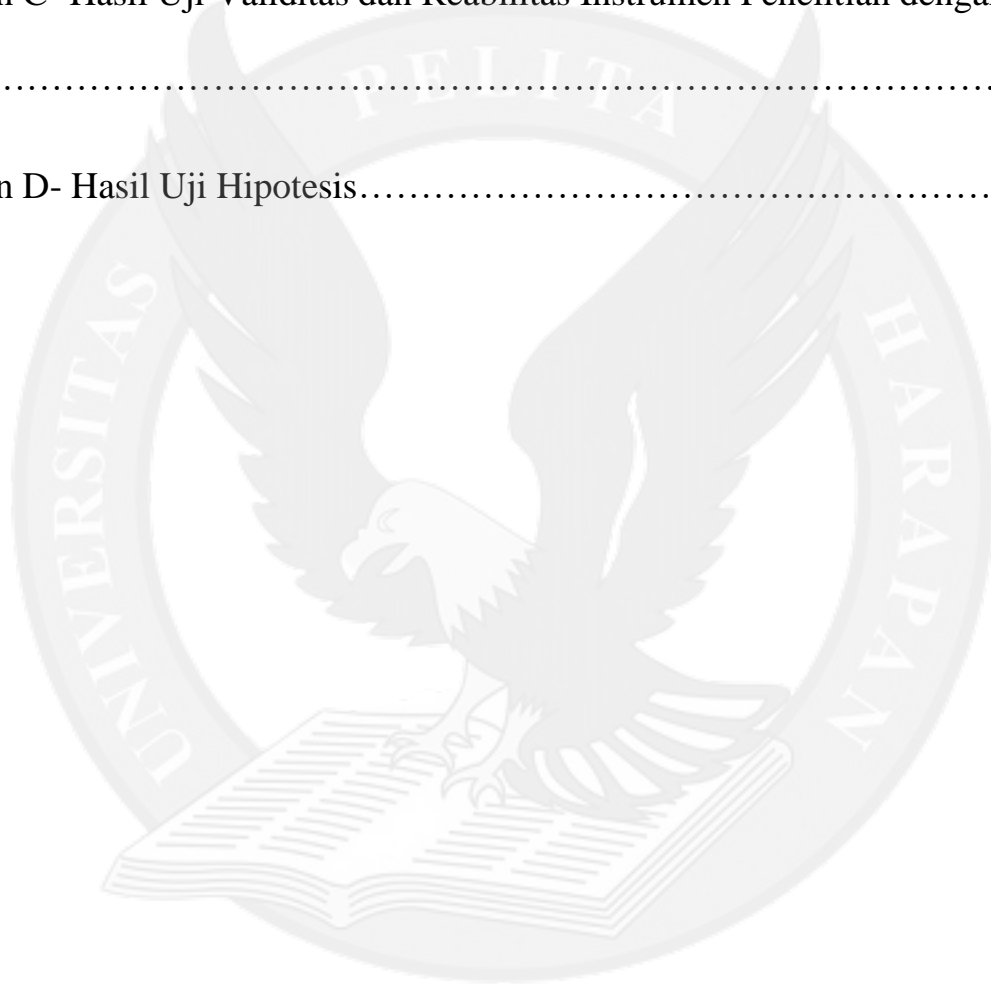 n C- Hasil Uji Validitas dan Reabilitas Instrumen Penelitian dengan
……………………………………………………………………
n D- Hasil Uji Hipotesis………………………………………
PELITA
UNIVERSITAS
HARAPAN